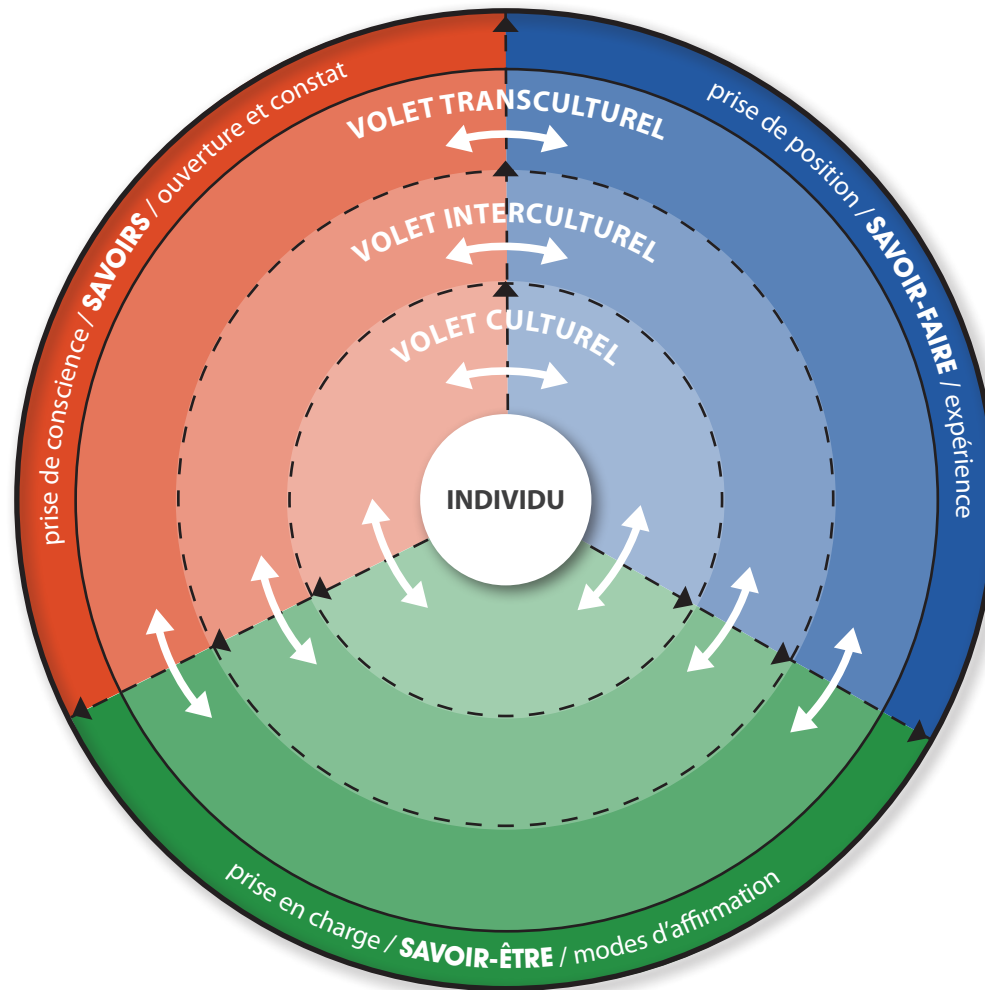 prise de conscience / SAVOIRS / ouverture et constat
prise de position / SAVOIR-FAIRE / expérience
VOLET TRANSCULTUREL
VOLET INTERCULTUREL
VOLET CULTUREL
INDIVIDU
prise en charge / SAVOIR-ÊTRE / modes d'affirmation